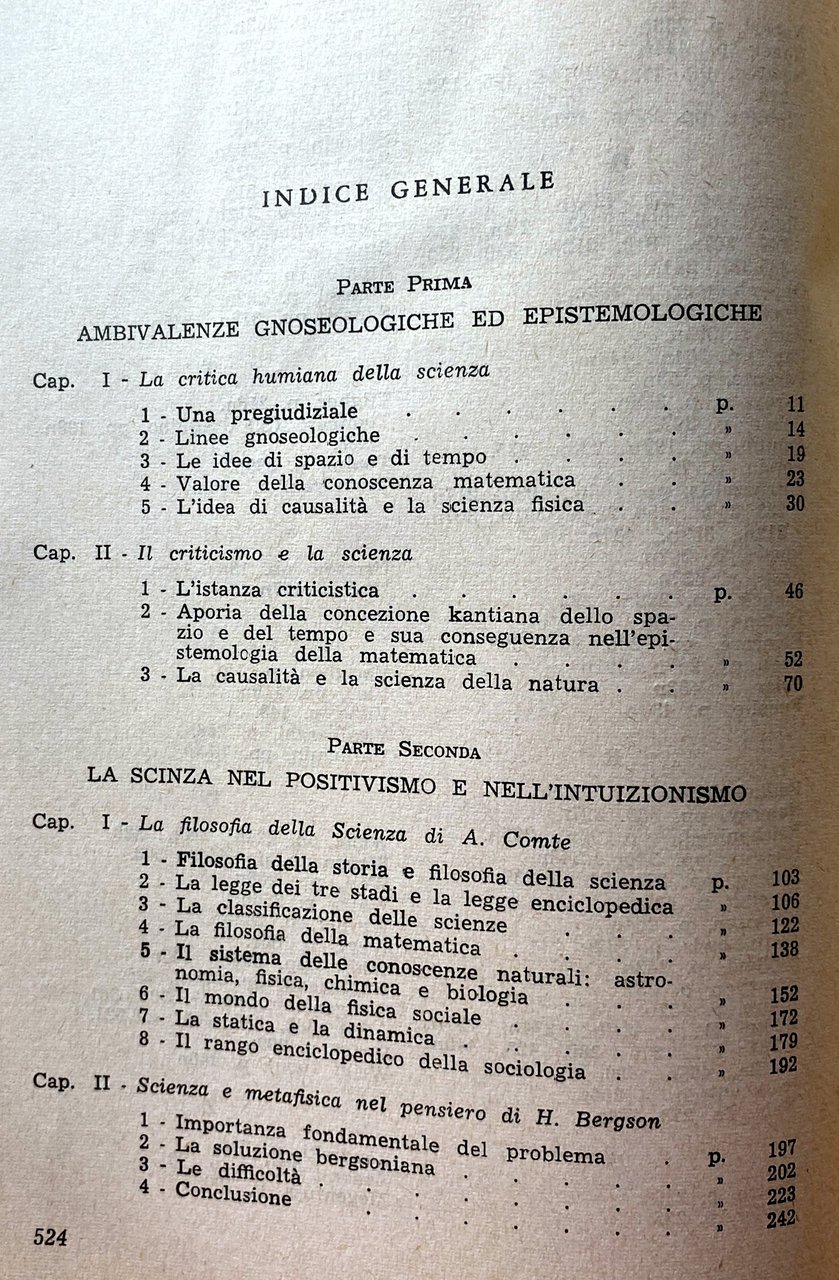 INDICE GENERALE
PARTE PRIMA
AMBIVALENZE GNOSEOLOGICHE ED EPISTEMOLOGICHE
Cap. I - La critica humiana della scienza
1 - Una pregiudiziale . . . . . . p. 11
2 - Linee gnoseologiche . . . . . » 14
3 - Le idee di spazio e di tempo . . . . » 19
4 - Valore della conoscenza matematica . . » 23
5 - L'idea di causalità e la scienza fisica . . » 30
Cap. II - Il criticismo e la scienza
1 - L'istanza criticistica . . . . . . p. 46
2 - Aporia della concezione kantiana dello spa-
zio e del tempo e sua conseguenza nell'epi-
stemologia della matematica . . . . » 52
3 - La causalità e la scienza della natura . . » 70
PARTE SECONDA
LA SCINZA NEL POSITIVISMO E NELL'INTUIZIONISMO
Cap. I - La filosofia della Scienza di A. Comte
1 - Filosofia della storia e filosofia della scienza p. 103
2 - La legge dei tre stadi e la legge enciclopedica » 106
3 - La classificazione delle scienze . . . » 122
4 - La filosofia della matematica . . . . » 138
5 - Il sistema delle conoscenze naturali: astro-
nomia, fisica, chimica e biologia . . . » 152
6 - Il mondo della fisica sociale . . . . » 172
7 - La statica e la dinamica . . . . . » 179
8 - Il rango enciclopedico della sociologia . . » 192
Cap. II - Scienza e metafisica nel pensiero di H. Bergson
1 - Importanza fondamentale del problema . p. 197
2 - La soluzione bergsoniana . . . . . » 202
3 - Le difficoltà . . . . . . . . » 223
4 - Conclusione . . . . . . . » 242
524